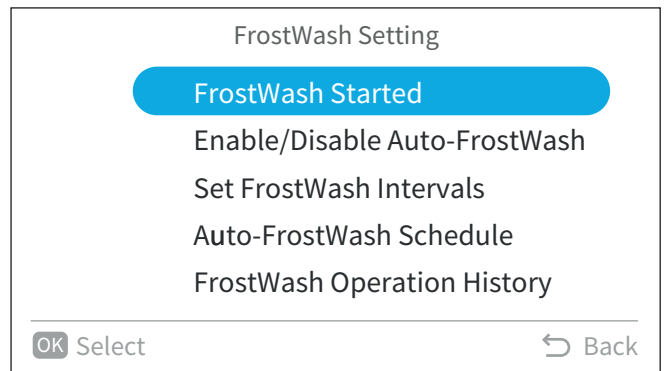 FrostWash Setting
FrostWash Started
Enable/Disable Auto-FrostWash
Set FrostWash Intervals
Auto-FrostWash Schedule
FrostWash Operation History
OK Select Back